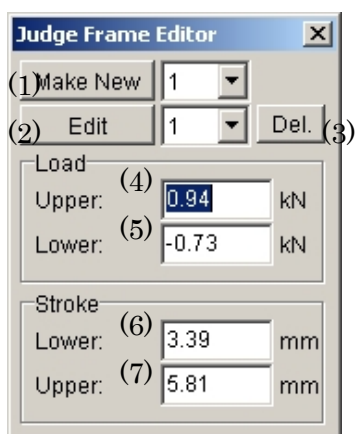 Judge Frame Editor
(1) Make New 1
(2) Edit 1 Del. (3)
Load
Upper: (4) 0.94 kN
Lower: (5) -0.73 kN
Stroke
Lower: (6) 3.39 mm
Upper: (7) 5.81 mm